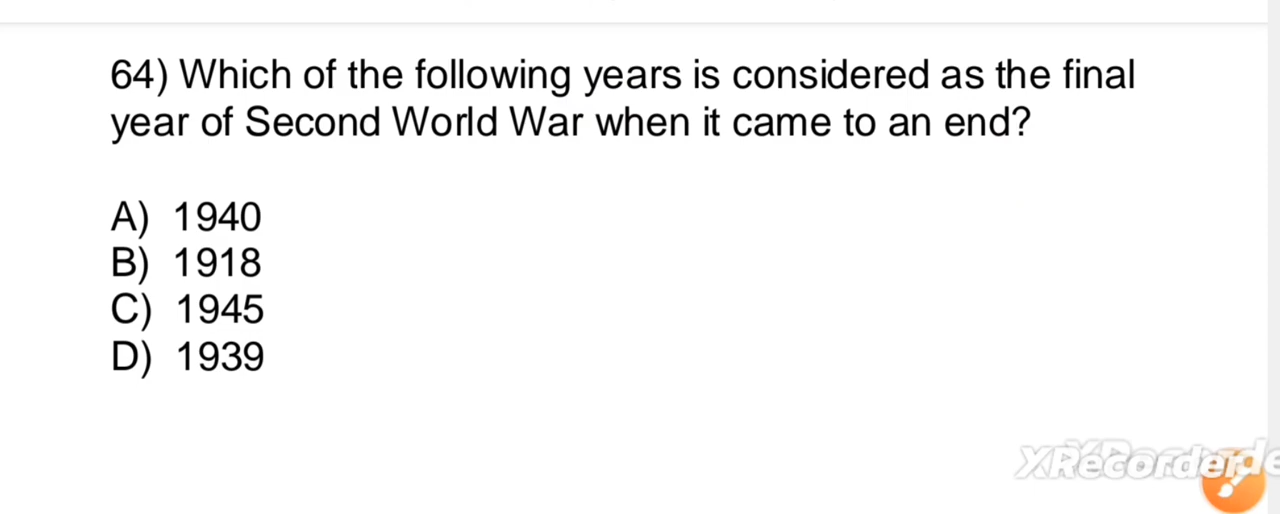 64) Which of the following years is considered as the final
year of Second World War when it came to an end?
A) 1940
B) 1918
C) 1945
D) 1939
XRecorder